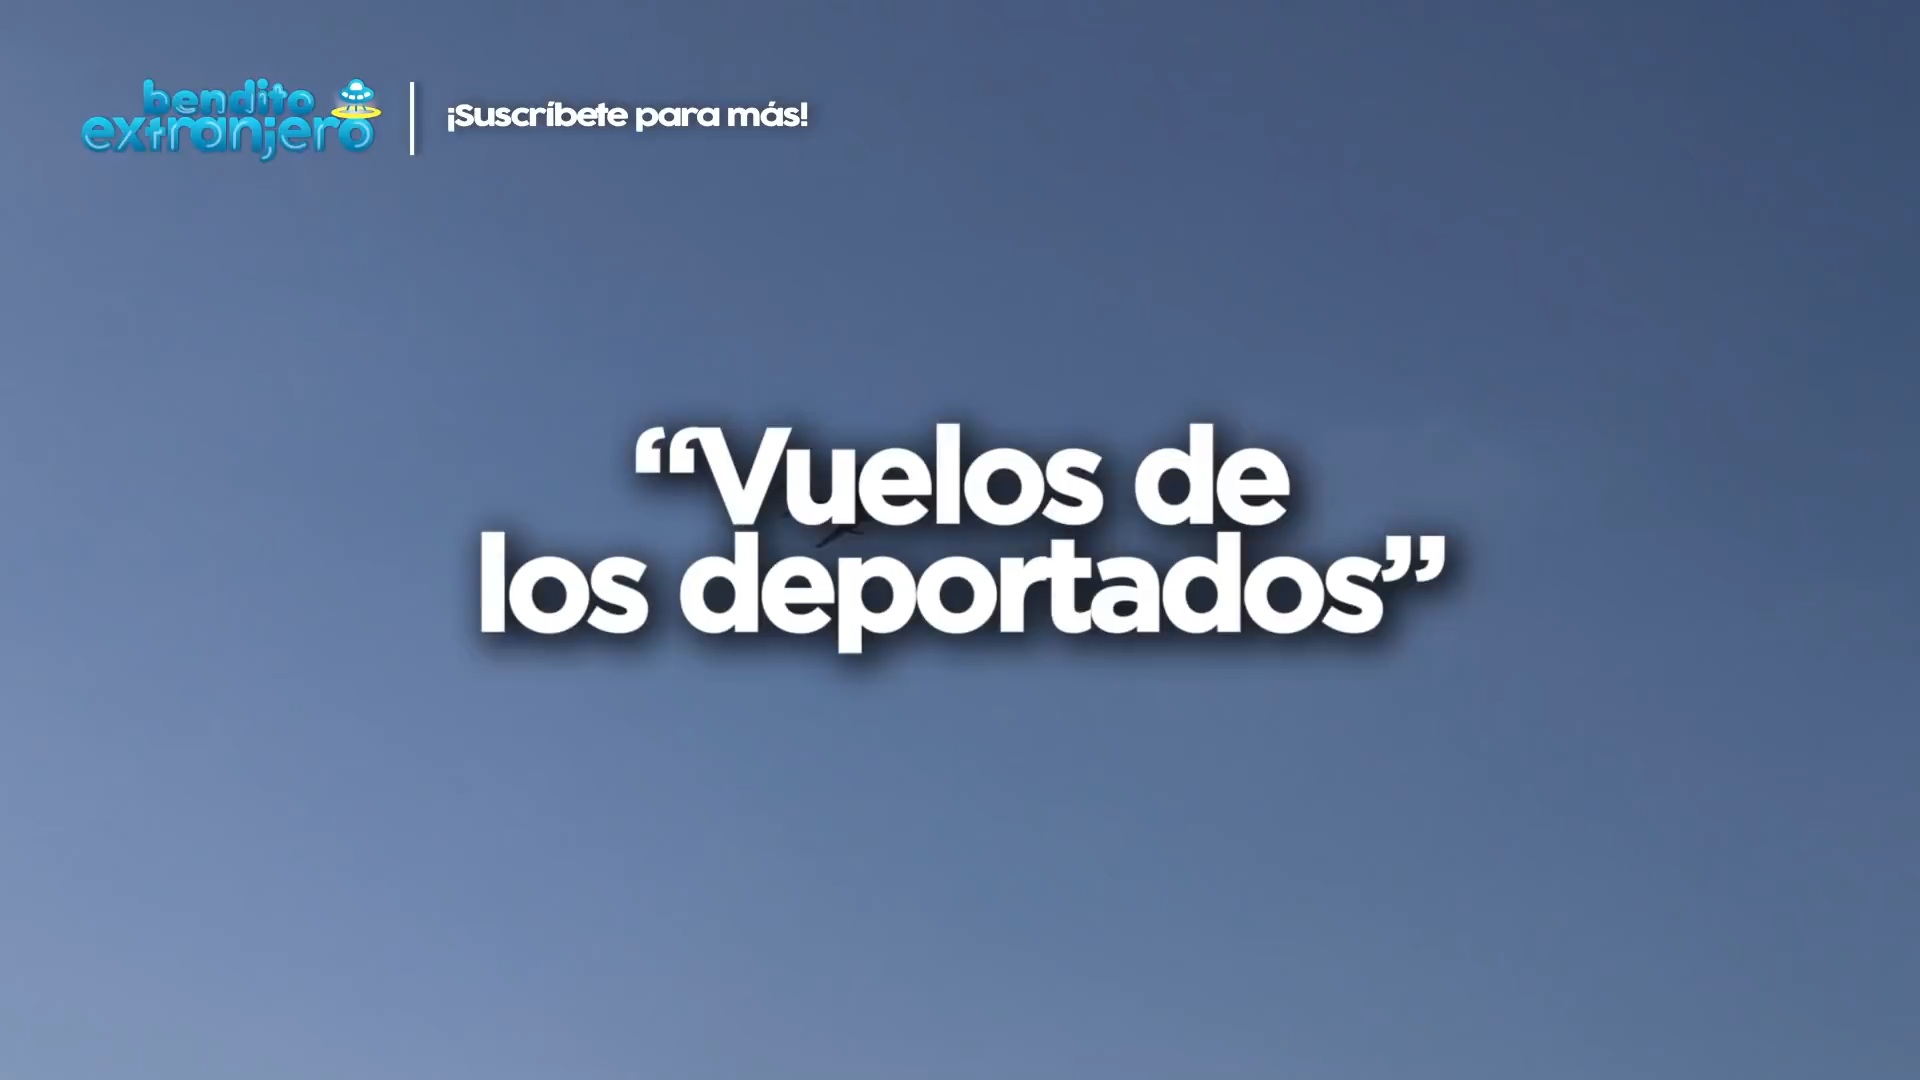 bendito
extranjero
¡Suscríbete para más!
“Vuelos de
los deportados”